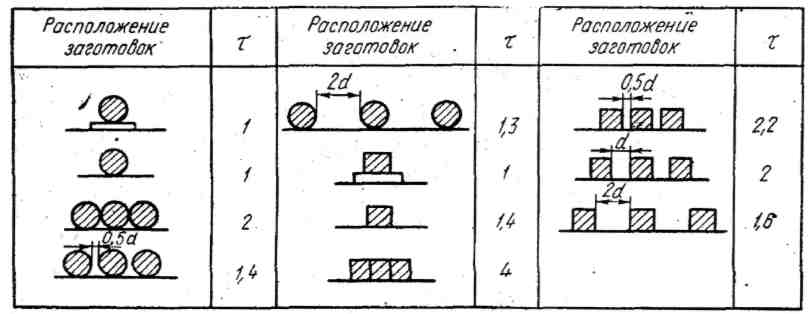 Расположение заготовок
τ
Расположение заготовок
τ
Расположение заготовок
τ
1
1
2
0,5d
1,4
2d
1,3
1
1,4
4
0,5d
2,2
d
2
2d
1,6